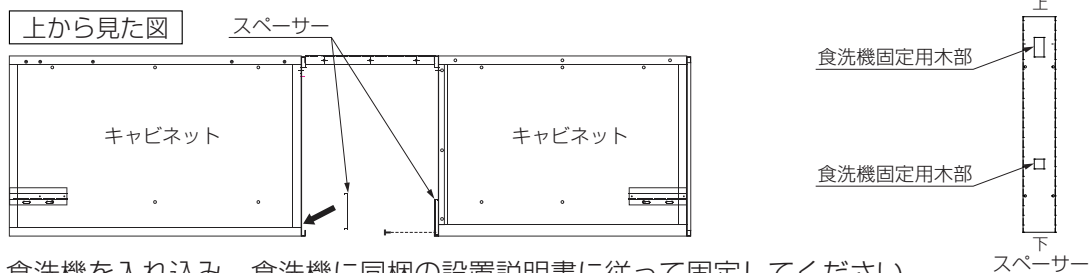 上から見た図
スペーサー
キャビネット
キャビネット
上
食洗機固定用木部
食洗機固定用木部
下
スペーサー
食洗機を入れ込み、食洗機に同梱の設置説明書に従って固定してください